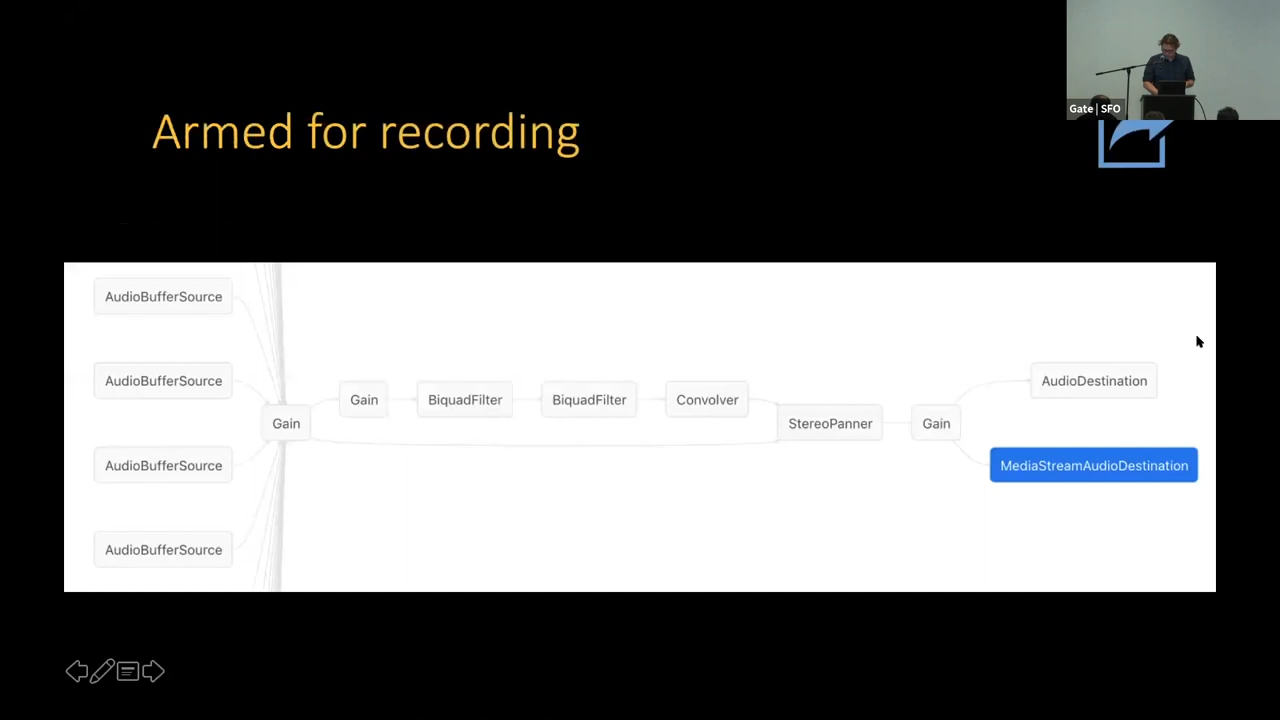 Gate | SFO
Armed for recording
AudioBufferSource
AudioBufferSource
AudioBufferSource
AudioBufferSource
Gain
Gain
BiquadFilter
BiquadFilter
Convolver
StereoPanner
Gain
AudioDestination
MediaStreamAudioDestination